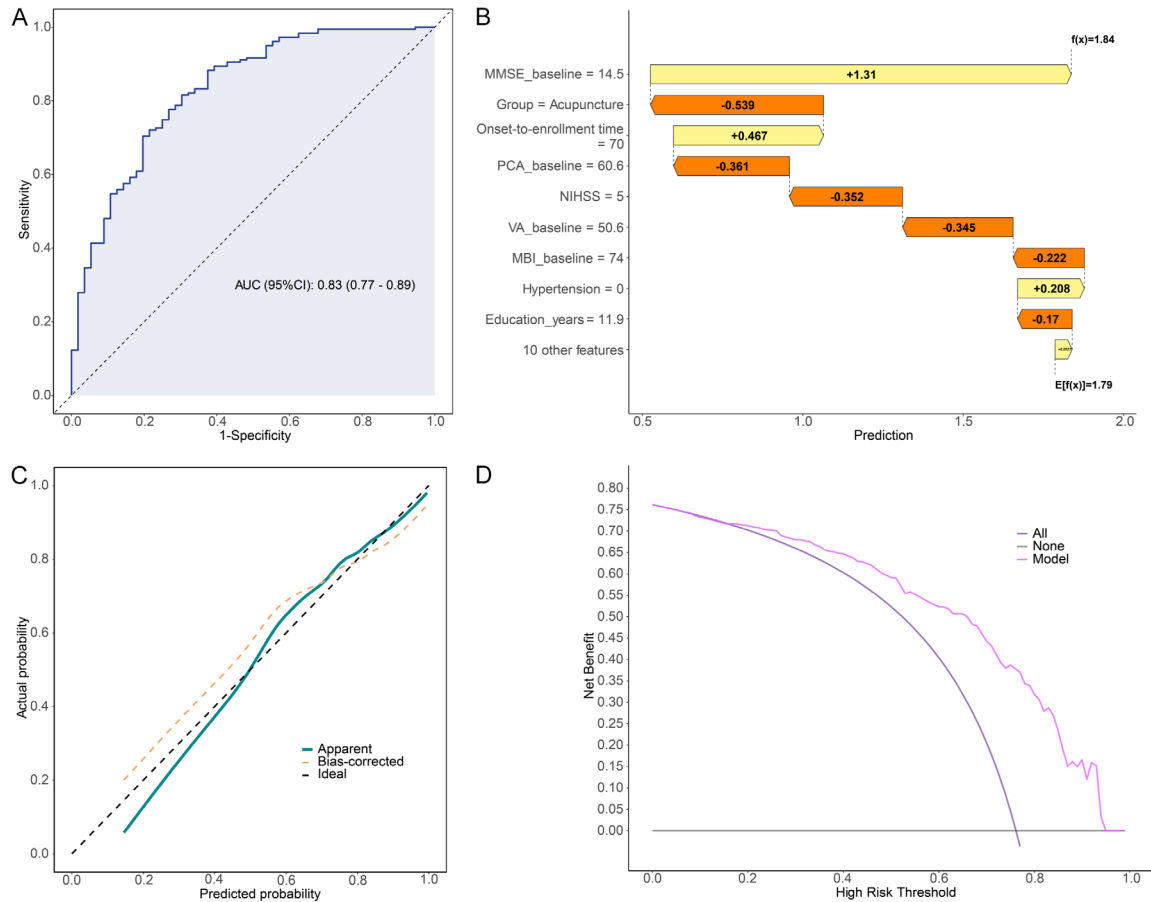 A
1.0
0.8
0.6
0.4
0.2
0.0
Sensitivity
AUC (95%CI): 0.83 (0.77 - 0.89)
0.0 0.2 0.4 0.6 0.8 1.0
1-Specificity
B
f(x)=1.84
MMSE_baseline = 14.5
+1.31
Group = Acupuncture
-0.539
Onset-to-enrollment time
= 70
+0.467
PCA_baseline = 60.6
-0.361
NIHSS = 5
-0.352
VA_baseline = 50.6
-0.345
MBI_baseline = 74
-0.222
Hypertension = 0
+0.208
Education_years = 11.9
-0.17
10 other features
E[f(x)]=1.79
0.5 1.0 1.5 2.0
Prediction
C
1.0
0.8
0.6
0.4
0.2
0.0
Actual probability
Apparent
Bias-corrected
Ideal
0.0 0.2 0.4 0.6 0.8 1.0
Predicted probability
D
0.80
0.75
0.70
0.65
0.60
0.55
0.50
0.45
0.40
0.35
0.30
0.25
0.20
0.15
0.10
0.05
0.00
Net Benefit
All
None
Model
0.0 0.2 0.4 0.6 0.8 1.0
High Risk Threshold